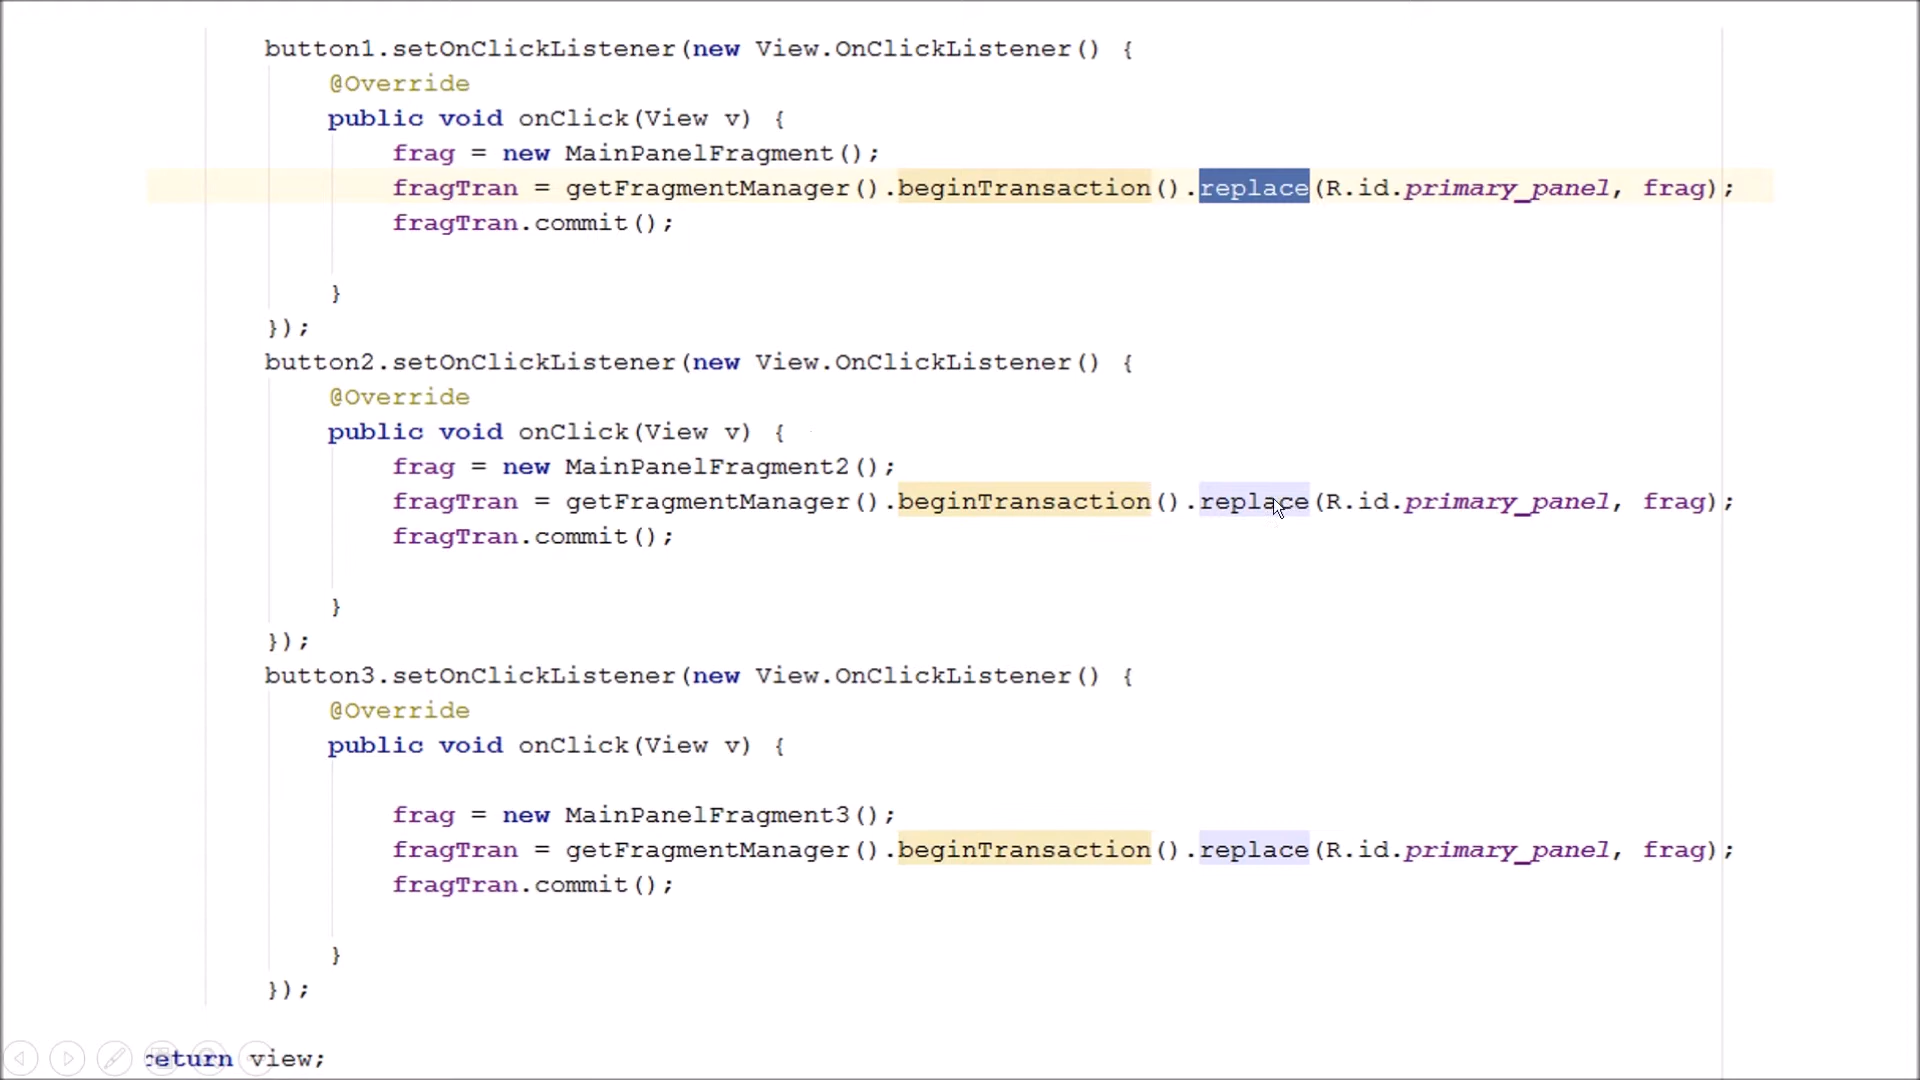 button1.setOnClickListener(new View.OnClickListener() {
@Override
public void onClick(View v) {
frag = new MainPanelFragment();
fragTran = getFragmentManager().beginTransaction().replace(R.id.primary_panel, frag);
fragTran.commit();
}
});
button2.setOnClickListener(new View.OnClickListener() {
@Override
public void onClick(View v) {
frag = new MainPanelFragment2();
fragTran = getFragmentManager().beginTransaction().replace(R.id.primary_panel, frag);
fragTran.commit();
}
});
button3.setOnClickListener(new View.OnClickListener() {
@Override
public void onClick(View v) {
frag = new MainPanelFragment3();
fragTran = getFragmentManager().beginTransaction().replace(R.id.primary_panel, frag);
fragTran.commit();
}
});
return view;